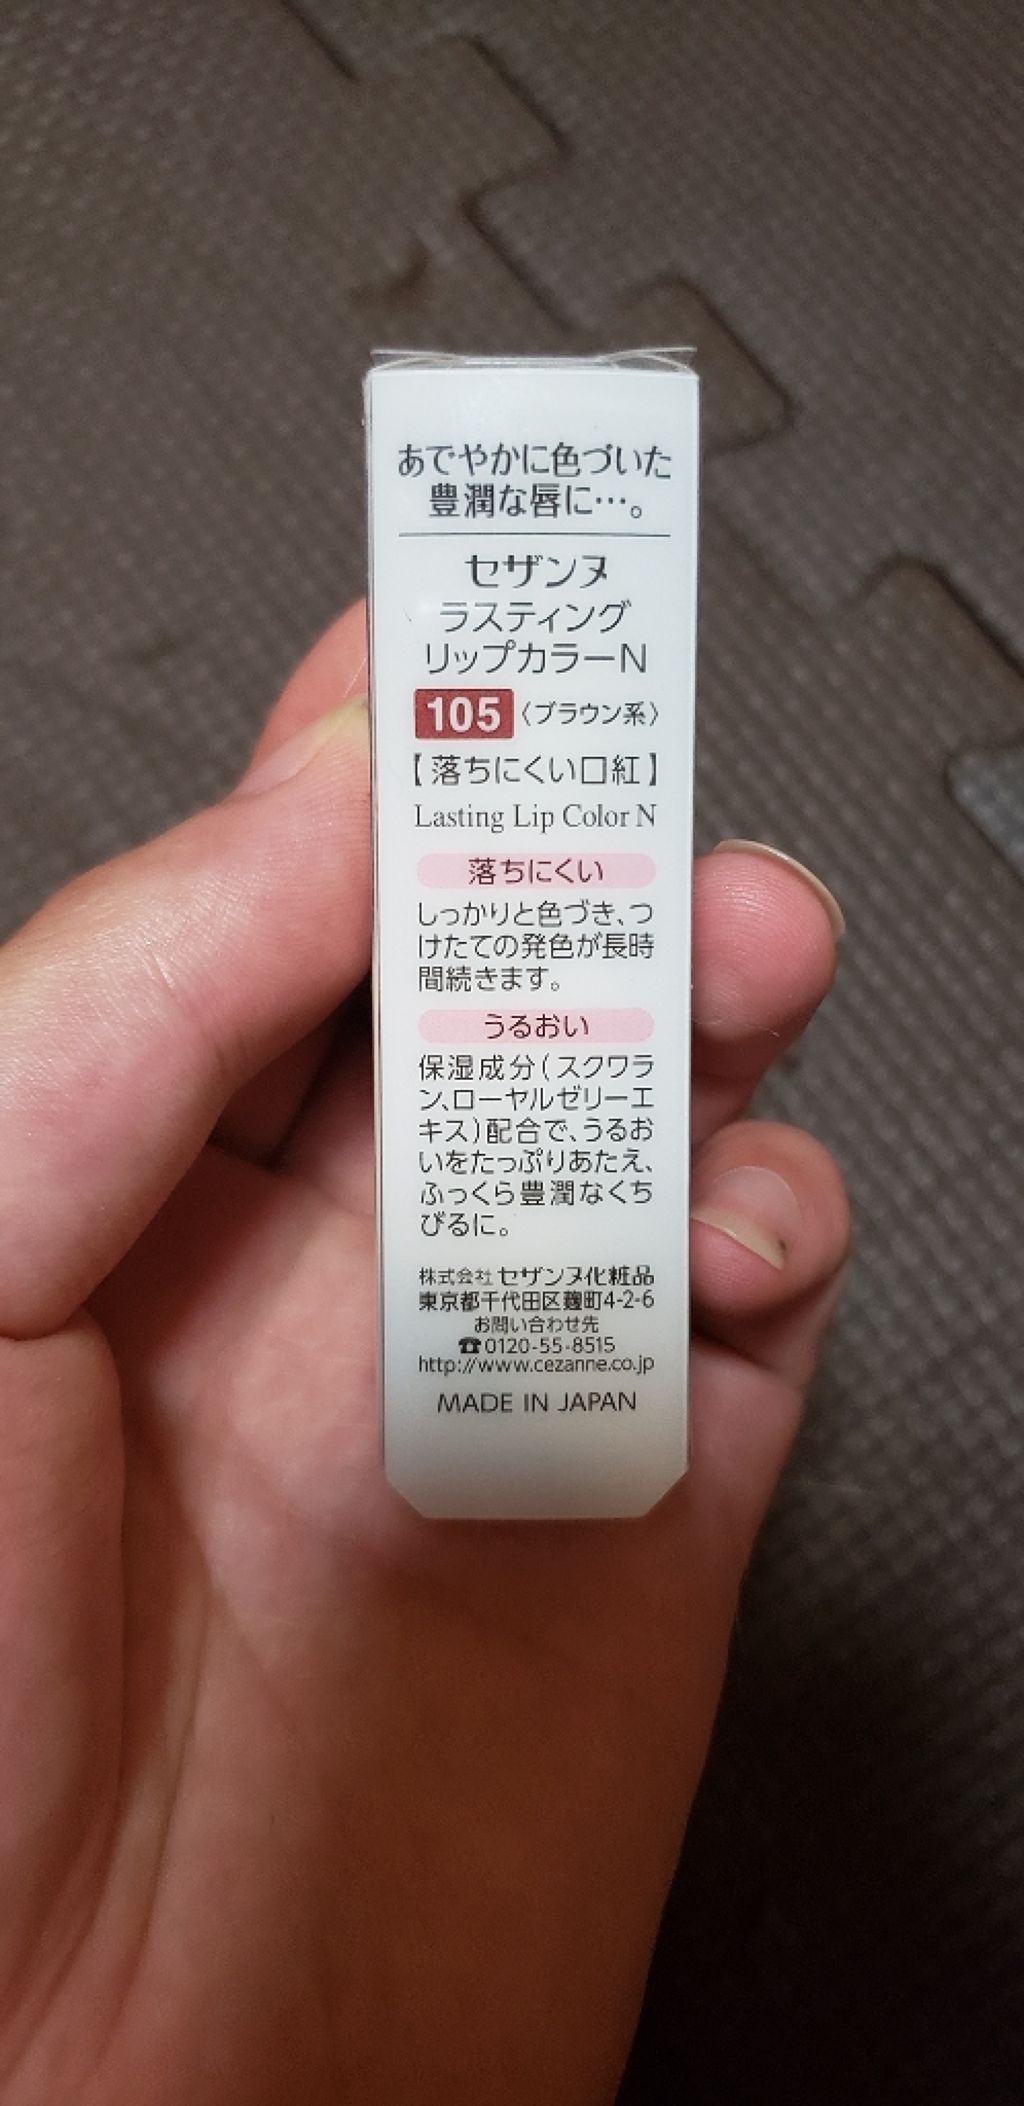 あでやかに色づいた
豊潤な唇に…。
セザンヌ
ラスティング
リップカラーN
105〈ブラウン系〉
【落ちにくい口紅】
Lasting Lip Color N
落ちにくい
しっかりと色づき、つ
けたての発色が長時
間続きます。
うるおい
保湿成分(スクワラ
ン、ローヤルゼリーエ
キス)配合で、うるお
いをたっぷりあたえ、
ふっくら豊潤なくち
びるに。
株式会社セザンヌ化粧品
東京都千代田区麹町4-2-6
お問い合わせ先
☎0120-55-8515
http://www.cezanne.co.jp
MADE IN JAPAN